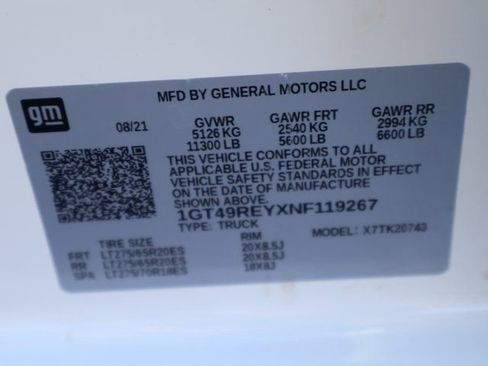 gm
MFD BY GENERAL MOTORS LLC
08/21 GVWR GAWR FRT GAWR RR
5126 KG 2540 KG 2994 KG
11300 LB 5600 LB 6600 LB
THIS VEHICLE CONFORMS TO ALL
APPLICABLE U.S. FEDERAL MOTOR
VEHICLE SAFETY STANDARDS IN EFFECT
ON THE DATE OF MANUFACTURE
SHOWN ABOVE.
1GT49REYXNF119267
TYPE: TRUCK MODEL: X7TK20743
TIRE SIZE RIM
FRT LT275/65R20ES 20X8.5J
RR LT275/65R20ES 20X8.5J
SPA LT275/70R18ES 18X8J